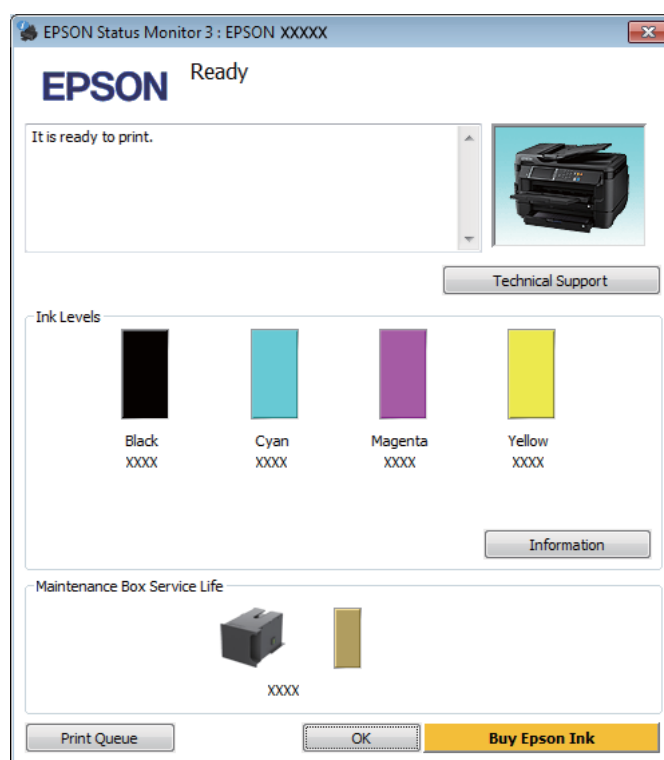 EPSON Status Monitor 3 : EPSON XXXXX
EPSON
Ready
It is ready to print.
Technical Support
Ink Levels
Black
Cyan
Magenta
Yellow
XXXX
XXXX
XXXX
XXXX
Information
Maintenance Box Service Life
XXXX
Print Queue
OK
Buy Epson Ink